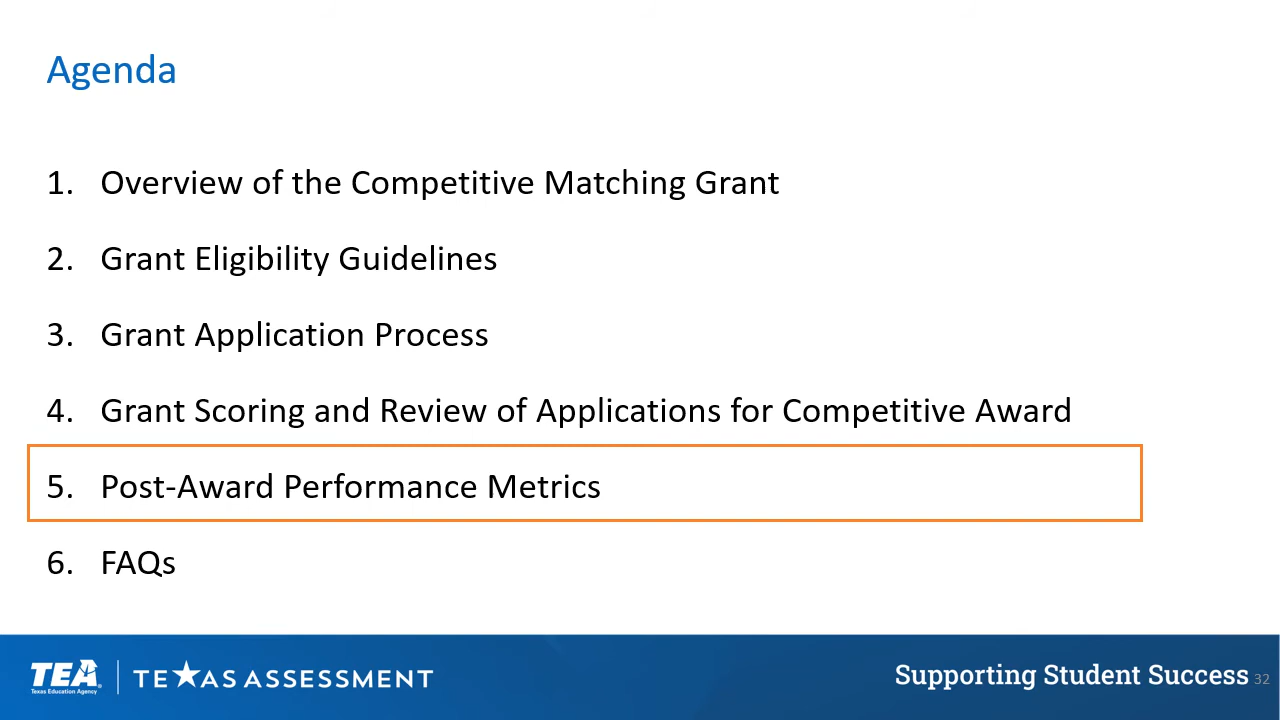 Agenda
1. Overview of the Competitive Matching Grant
2. Grant Eligibility Guidelines
3. Grant Application Process
4. Grant Scoring and Review of Applications for Competitive Award
5. Post-Award Performance Metrics
6. FAQs
TEA
Texas Education Agency
TEXAS ASSESSMENT
Supporting Student Success 32